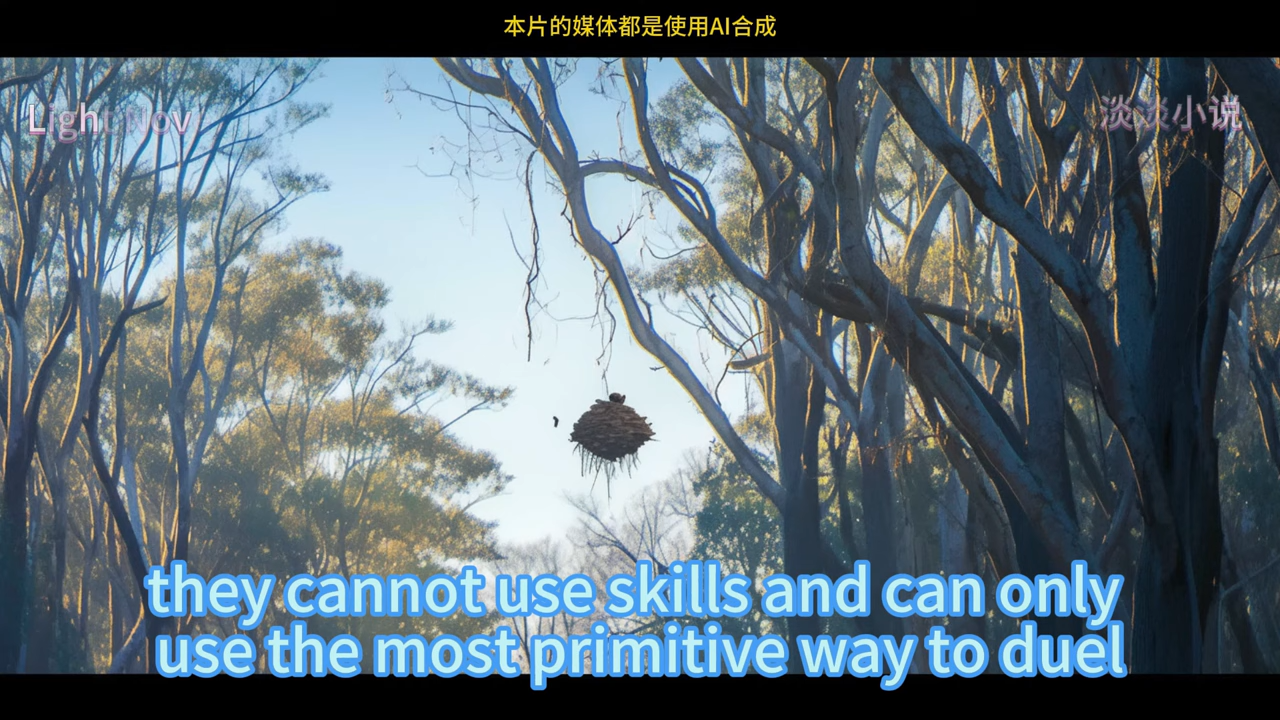 本片的媒体都是使用AI合成
Light Nov
淡淡小说
they cannot use skills and can only
use the most primitive way to duel